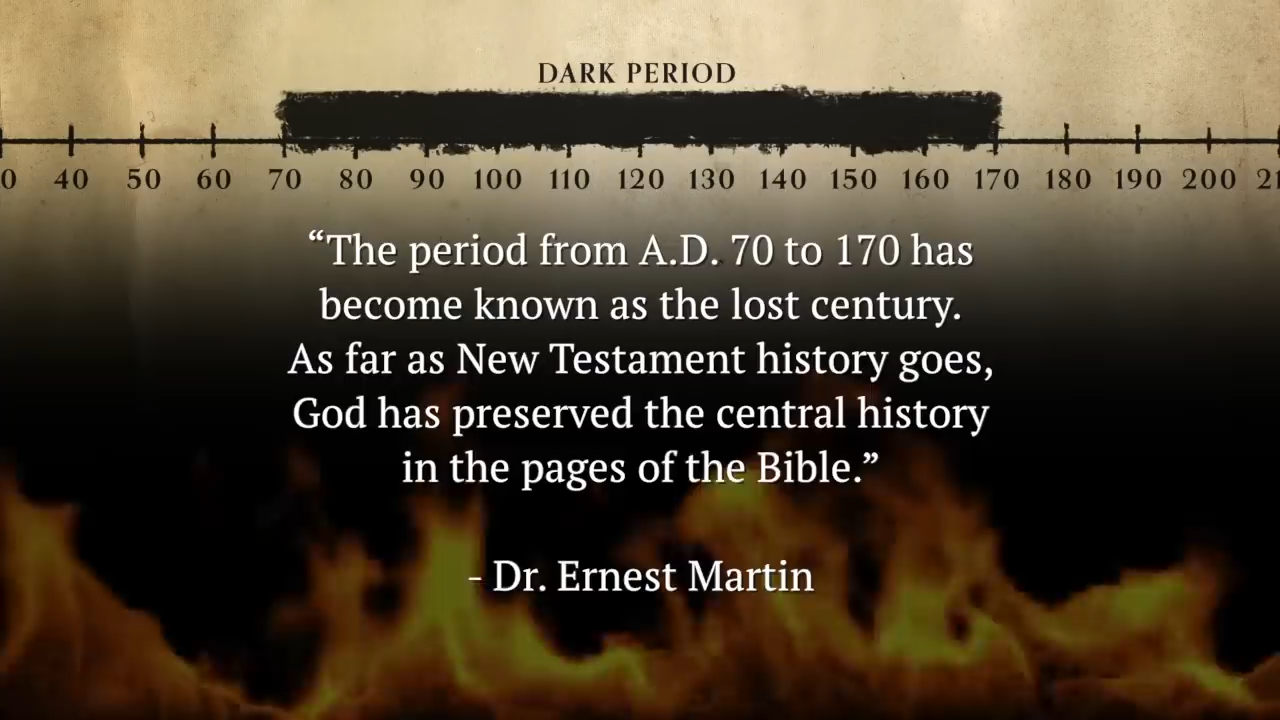 DARK PERIOD
0 40 50 60 70 80 90 100 110 120 130 140 150 160 170 180 190 200 21
“The period from A.D. 70 to 170 has
become known as the lost century.
As far as New Testament history goes,
God has preserved the central history
in the pages of the Bible.”
- Dr. Ernest Martin